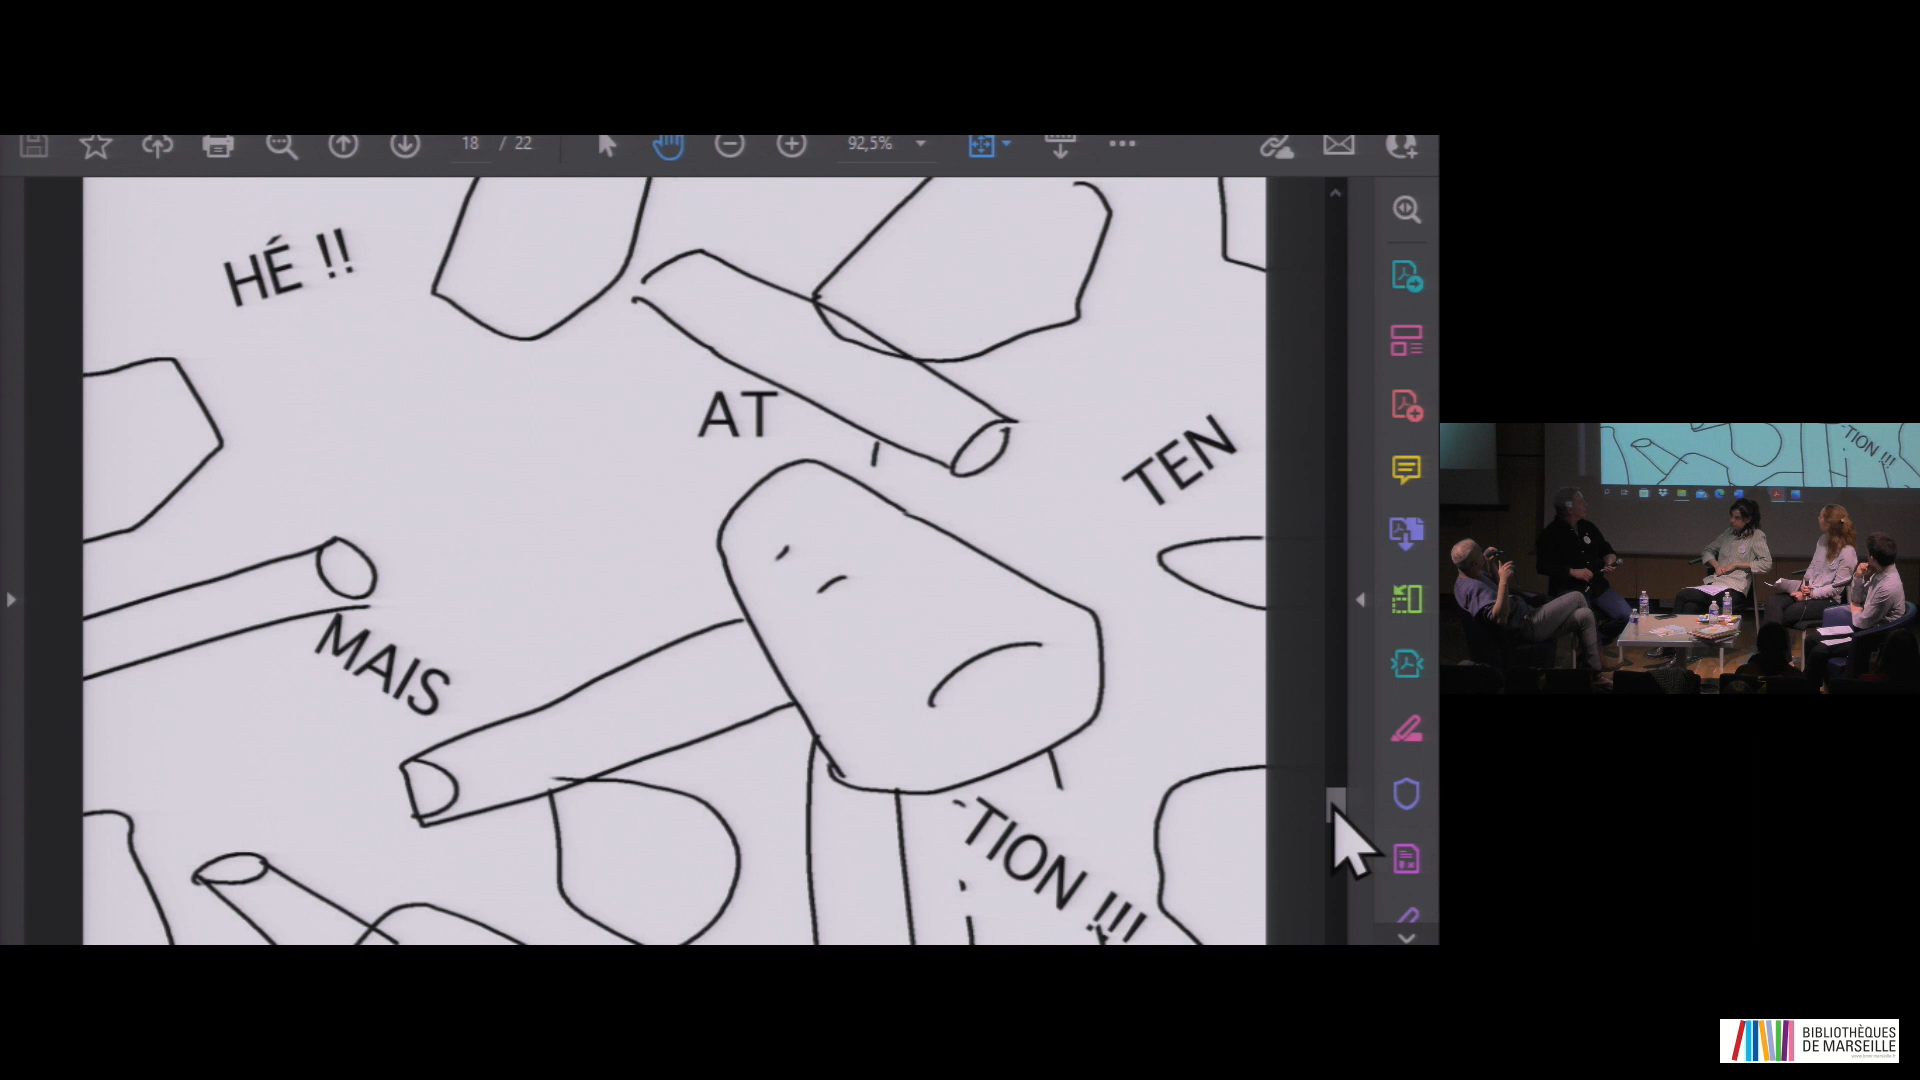 18 / 22
92,5%
HÉ !!
AT
TEN
MAIS
-TION !!!
-TION !!!
BIBLIOTHÈQUES
DE MARSEILLE